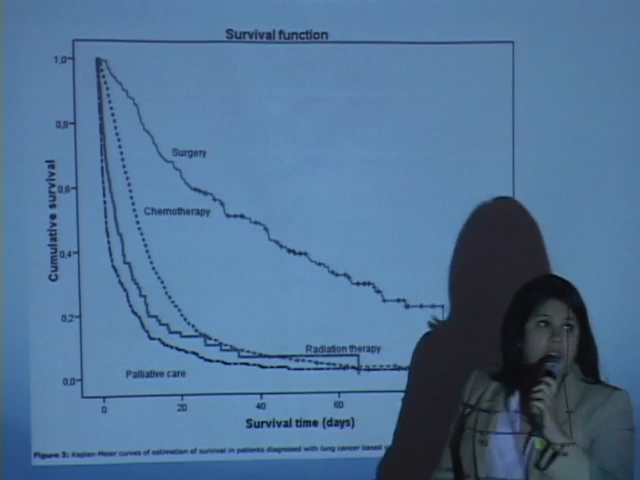 Survival function
1,0
0,8
0,6
0,4
0,2
0,0
Cumulative survival
Surgery
Chemotherapy
Radiation therapy
Palliative care
0
20
40
60
Survival time (days)
Figure 3: Kaplan-Meier curves of estimation of survival in patients diagnosed with lung cancer based